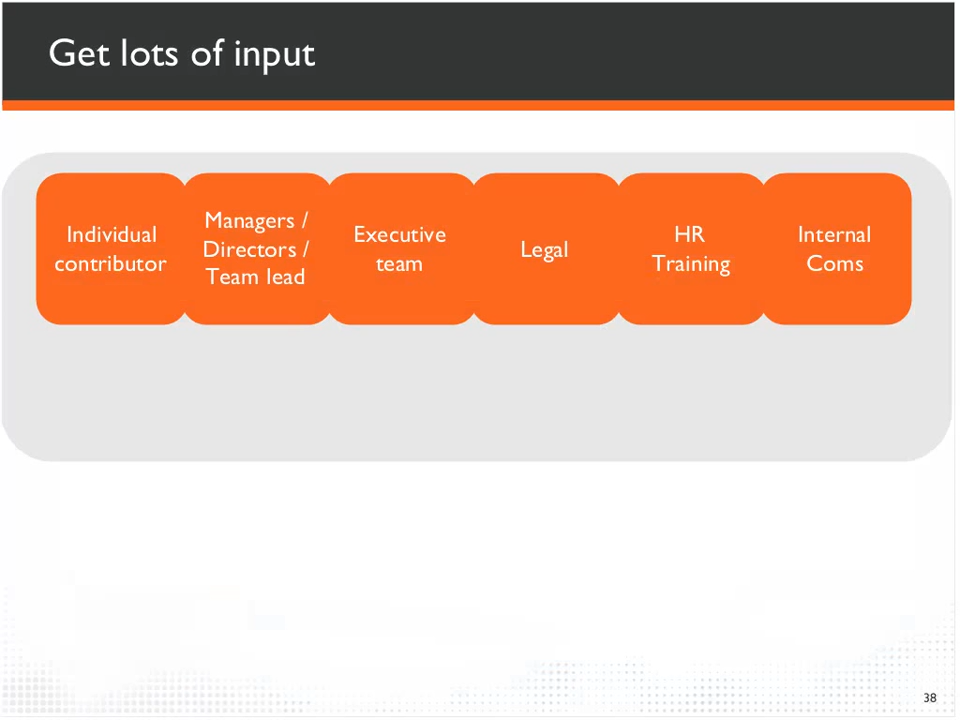 Get lots of input
Individual
contributor
Managers /
Directors /
Team lead
Executive
team
Legal
HR
Training
Internal
Coms
38